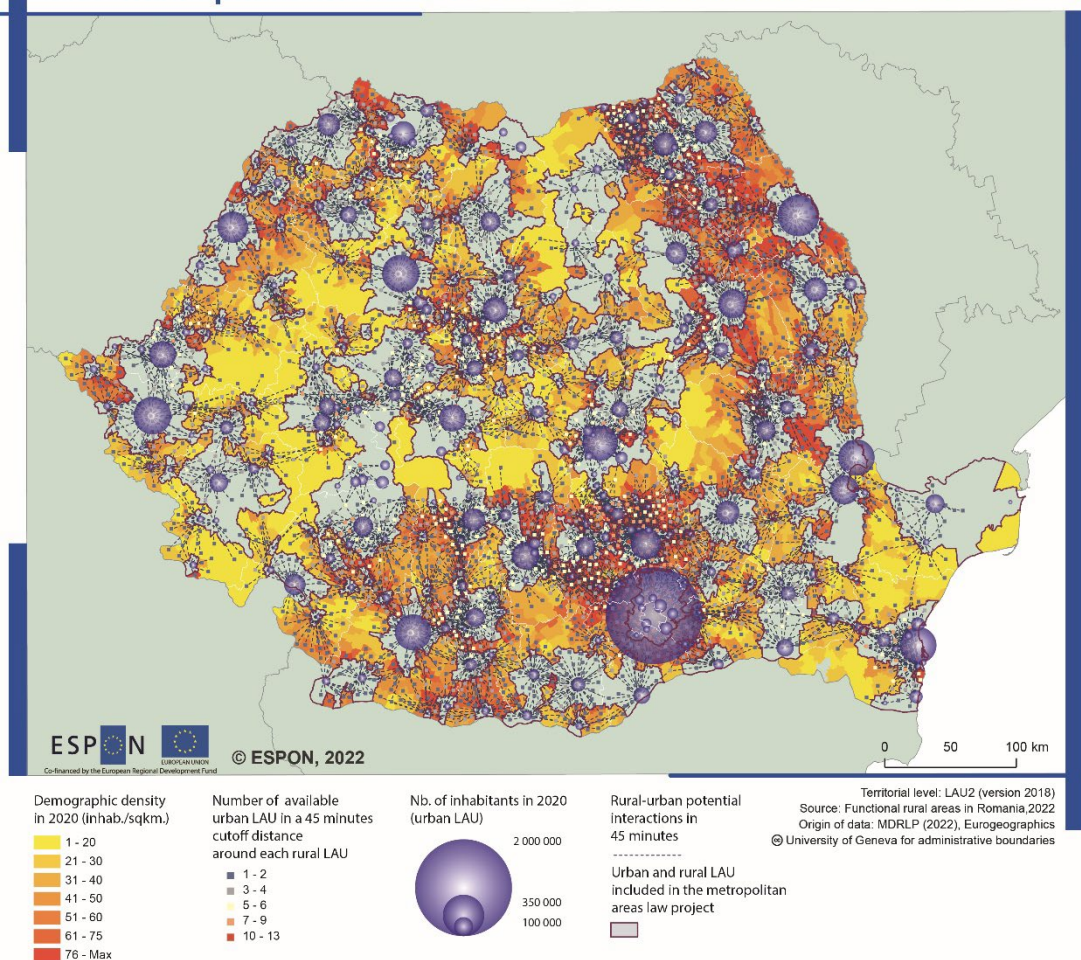 ESPON
EUROPEAN UNION
Co-financed by the European Regional Development Fund
© ESPON, 2022
0 50 100 km
Demographic density
in 2020 (inhab./sqkm.)
1 - 20
21 - 30
31 - 40
41 - 50
51 - 60
61 - 75
76 - Max
Number of available
urban LAU in a 45 minutes
cutoff distance
around each rural LAU
1 - 2
3 - 4
5 - 6
7 - 9
10 - 13
Nb. of inhabitants in 2020
(urban LAU)
2 000 000
350 000
100 000
Rural-urban potential
interactions in
45 minutes
Urban and rural LAU
included in the metropolitan
areas law project
Territorial level: LAU2 (version 2018)
Source: Functional rural areas in Romania,2022
Origin of data: MDRLP (2022), Eurogeographics
© University of Geneva for administrative boundaries